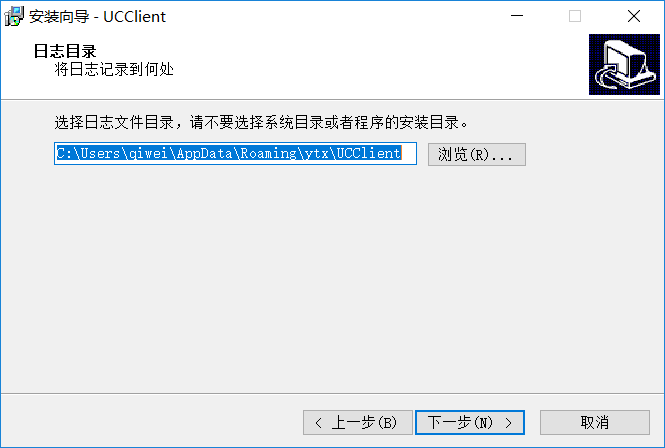 安装向导 - UCClient
日志目录
将日志记录到何处
选择日志文件目录，请不要选择系统目录或者程序的安装目录。
C:\Users\qiwei\AppData\Roaming\ytx\UCClient
浏览(R)...
< 上一步(B)
下一步(N) >
取消